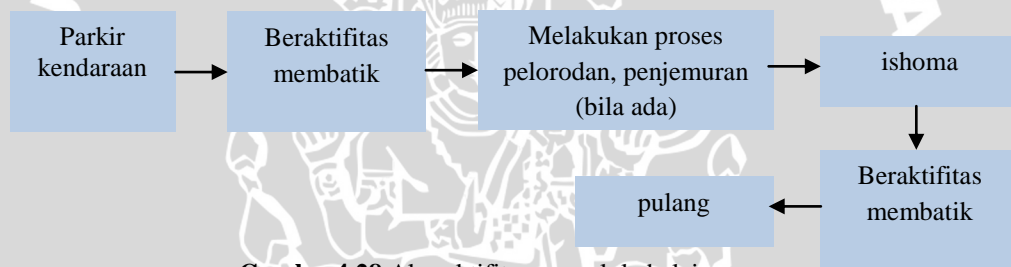 Parkir
kendaraan
Beraktifitas
membatik
Melakukan proses
pelorodan, penjemuran
(bila ada)
ishoma
Beraktifitas
membatik
pulang